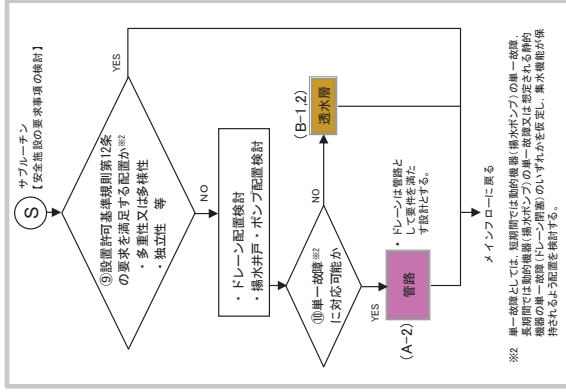 S
サブルーチン
【安全施設の要求事項の検討】
⑨設置許可基準規則第12条
の要求を満足する配置か※2
・多重性又は多様性
・独立性 等
YES
NO
・ドレーン配置検討
・揚水井戸・ポンプ配置検討
⑩単一故障※2
に対応可能か
NO
(B-1,2)
透水層
YES
(A-2)
管路
・ドレーンは管路と
して要件を満た
す設計とする。
メインフローに戻る
※2 単一故障としては，短期間では動的機器(揚水ポンプ)の単一故障，
長期間では動的機器(揚水ポンプ)の単一故障又は想定される静的
機器の単一故障(ドレーン閉塞)のいずれかを仮定し，集水機能が保
持されるよう配置を検討する。